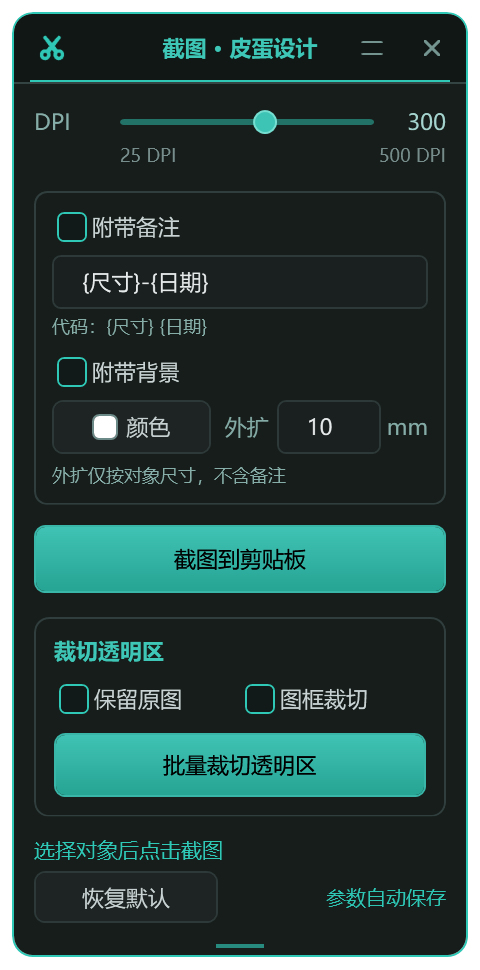 截图·皮蛋设计
DPI 300
25 DPI 500 DPI
附带备注
{尺寸}-{日期}
代码：{尺寸} {日期}
附带背景
颜色 外扩 10 mm
外扩仅按对象尺寸，不含备注
截图到剪贴板
裁切透明区
保留原图 图框裁切
批量裁切透明区
选择对象后点击截图
恢复默认 参数自动保存